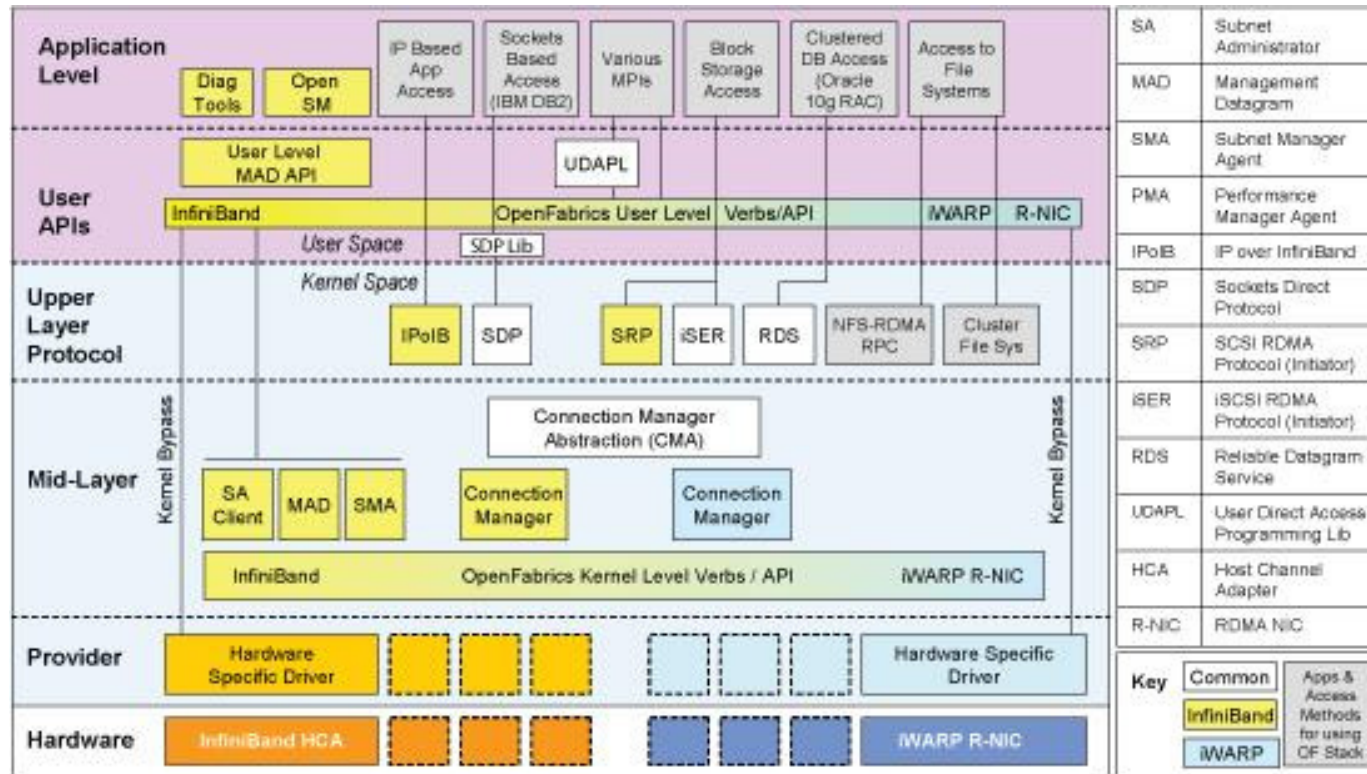 Application
Level
Diag
Tools
Open
SM
IP Based
App
Access
Sockets
Based
Access
(IBM DB2)
Various
MPIs
Block
Storage
Access
Clustered
DB Access
(Oracle
10g RAC)
Access to
File
Systems
User
APIs
User Level
MAD API
UDAPL
InfiniBand OpenFabrics User Level Verbs/API iWARP R-NIC
User Space
SDP Lib
Kernel Space
Upper
Layer
Protocol
IPoIB
SDP
SRP
iSER
RDS
NFS-RDMA
RPC
Cluster
File Sys
Mid-Layer
Kernel Bypass
Connection Manager
Abstraction (CMA)
SA
Client
MAD
SMA
Connection
Manager
Connection
Manager
Kernel Bypass
InfiniBand OpenFabrics Kernel Level Verbs / API iWARP R-NIC
Provider
Hardware
Specific Driver
Hardware Specific
Driver
Hardware
InfiniBand HCA
iWARP R-NIC
SA Subnet
Administrator
MAD Management
Datagram
SMA Subnet Manager
Agent
PMA Performance
Manager Agent
IPoIB IP over InfiniBand
SDP Sockets Direct
Protocol
SRP SCSI RDMA
Protocol (Initiator)
iSER iSCSI RDMA
Protocol (Initiator)
RDS Reliable Datagram
Service
UDAPL User Direct Access
Programming Lib
HCA Host Channel
Adapter
R-NIC RDMA NIC
Key
Common
InfiniBand
iWARP
Apps &
Access
Methods
for using
OF Stack